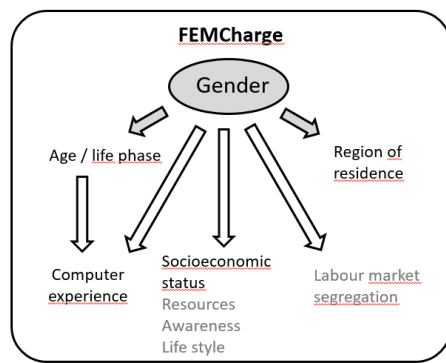 FEMCharge
Gender
Age / life phase
Region of
residence
Computer
experience
Socioeconomic
status
Resources
Awareness
Life style
Labour market
segregation